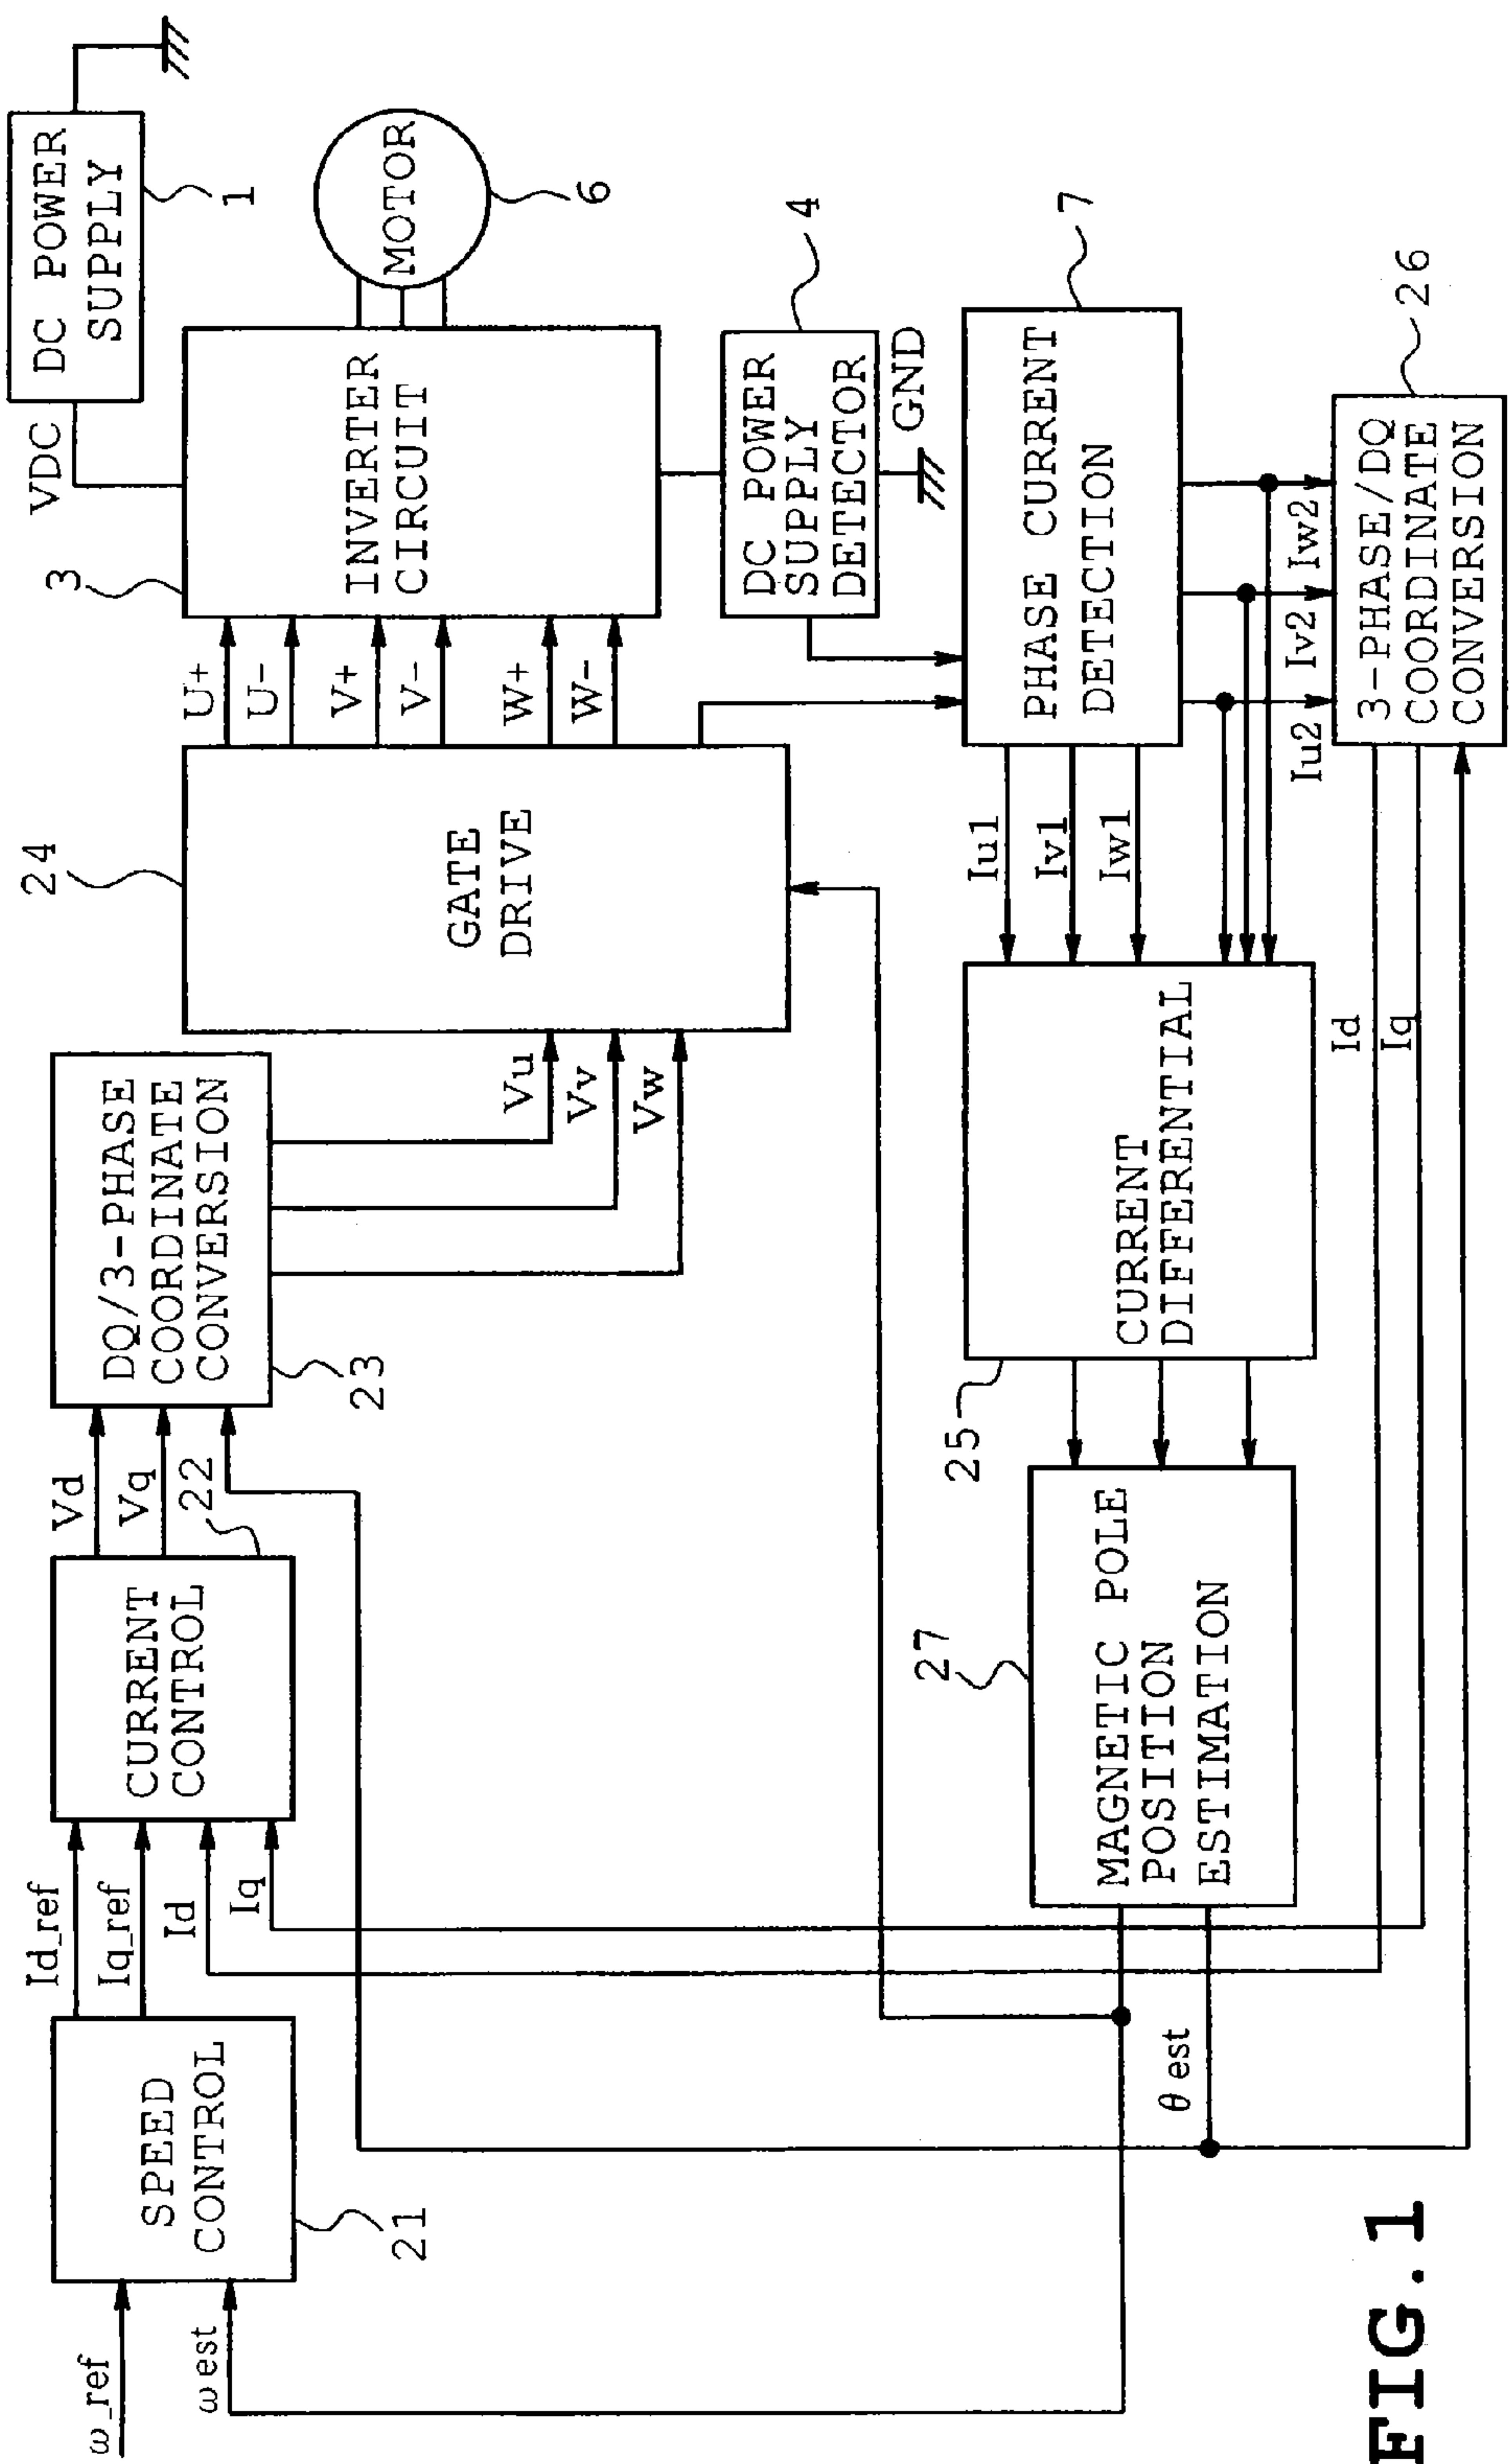 ω_ref
ω est
SPEED
CONTROL
21
Id_ref
Iq_ref
Id
Iq
CURRENT
CONTROL
22
Vd
Vq
DQ/3-PHASE
COORDINATE
CONVERSION
23
Vu
Vv
Vw
24
GATE
DRIVE
U+
U-
V+
V-
W+
W-
3
INVERTER
CIRCUIT
VDC
DC POWER
SUPPLY
1
MOTOR
6
DC POWER
SUPPLY
DETECTOR
4
GND
PHASE CURRENT
DETECTION
7
Iu1
Iv1
Iw1
Iu2
Iv2
Iw2
3-PHASE/DQ
COORDINATE
CONVERSION
26
Id
Iq
CURRENT
DIFFERENTIAL
25
MAGNETIC POLE
POSITION
ESTIMATION
27
θ est
FIG.1